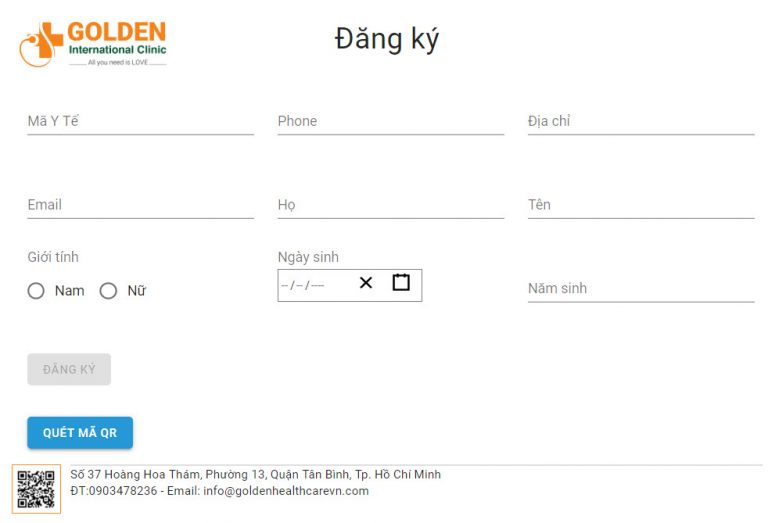 GOLDEN
International Clinic
All you need is LOVE
Đăng ký
Mã Y Tế
Phone
Địa chỉ
Email
Họ
Tên
Giới tính
Ngày sinh
Nam
Nữ
--/--/----
Năm sinh
ĐĂNG KÝ
QUÉT MÃ QR
Số 37 Hoàng Hoa Thám, Phường 13, Quận Tân Bình, Tp. Hồ Chí Minh
ĐT:0903478236 - Email: info@goldenhealthcarevn.com